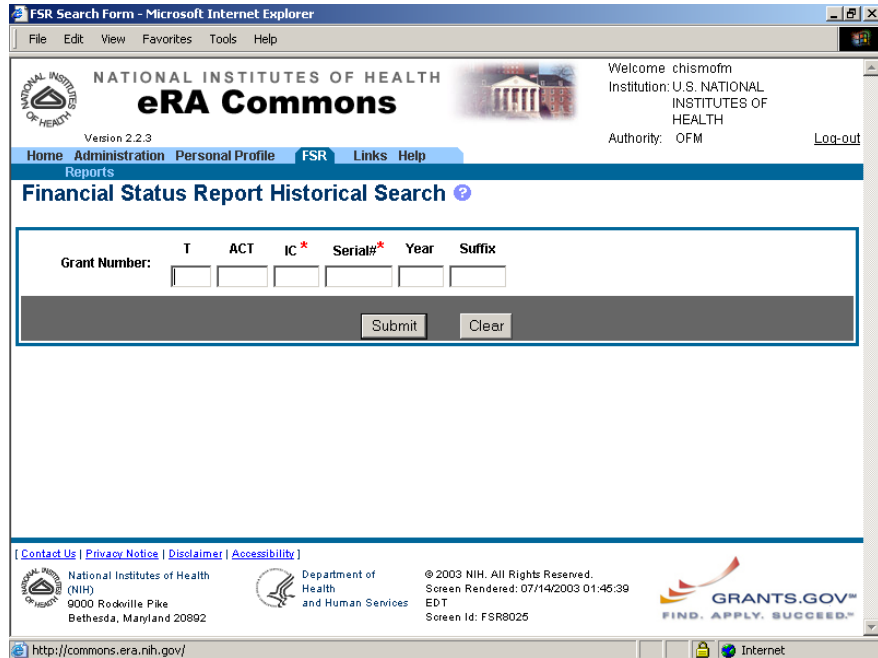 FSR Search Form - Microsoft Internet Explorer
File Edit View Favorites Tools Help
NATIONAL INSTITUTES OF HEALTH
eRA Commons
Version 2.2.3
Welcome chismofm
Institution: U.S. NATIONAL
INSTITUTES OF
HEALTH
Authority: OFM
Log-out
Home Administration Personal Profile FSR Links Help
Reports
Financial Status Report Historical Search ?
T ACT IC * Serial#* Year Suffix
Grant Number:
Submit Clear
[ Contact Us | Privacy Notice | Disclaimer | Accessibility ]
National Institutes of Health
(NIH)
9000 Rockville Pike
Bethesda, Maryland 20892
Department of
Health
and Human Services
© 2003 NIH. All Rights Reserved.
Screen Rendered: 07/14/2003 01:45:39
EDT
Screen Id: FSR8025
GRANTS.GOV℠
FIND. APPLY. SUCCEED.℠
http://commons.era.nih.gov/
Internet